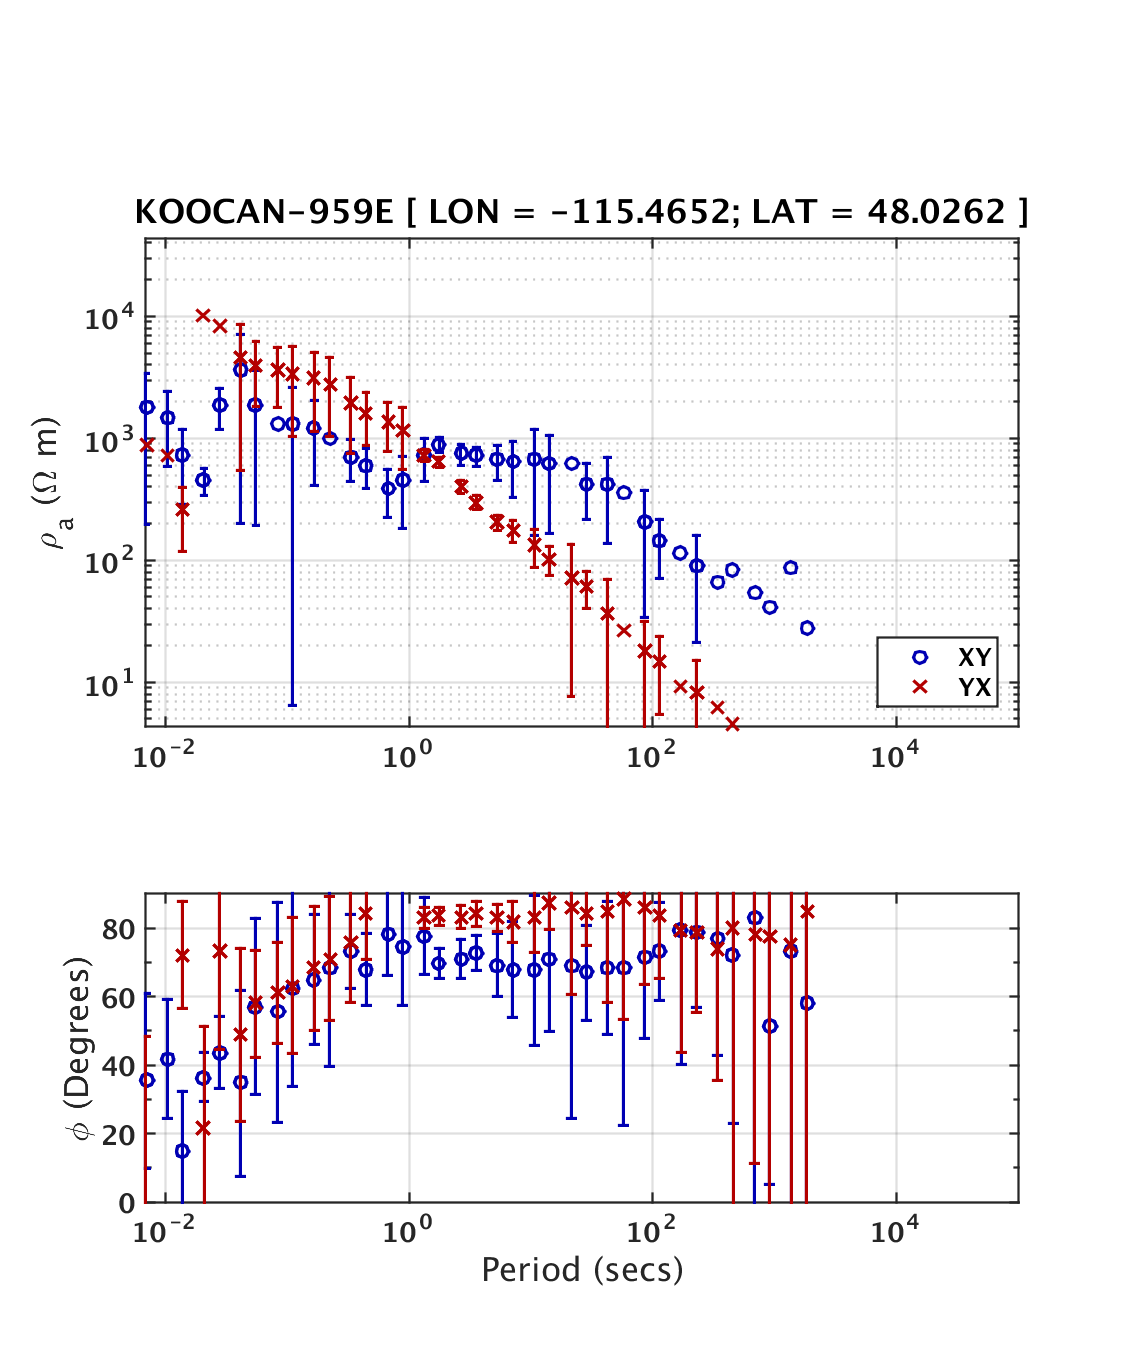 KOOCAN-959E [ LON = -115.4652; LAT = 48.0262 ]
ρa (Ω m)
10^4
10^3
10^2
10^1
XY
YX
10^-2 10^0 10^2 10^4
ϕ (Degrees)
80
60
40
20
0
10^-2 10^0 10^2 10^4
Period (secs)